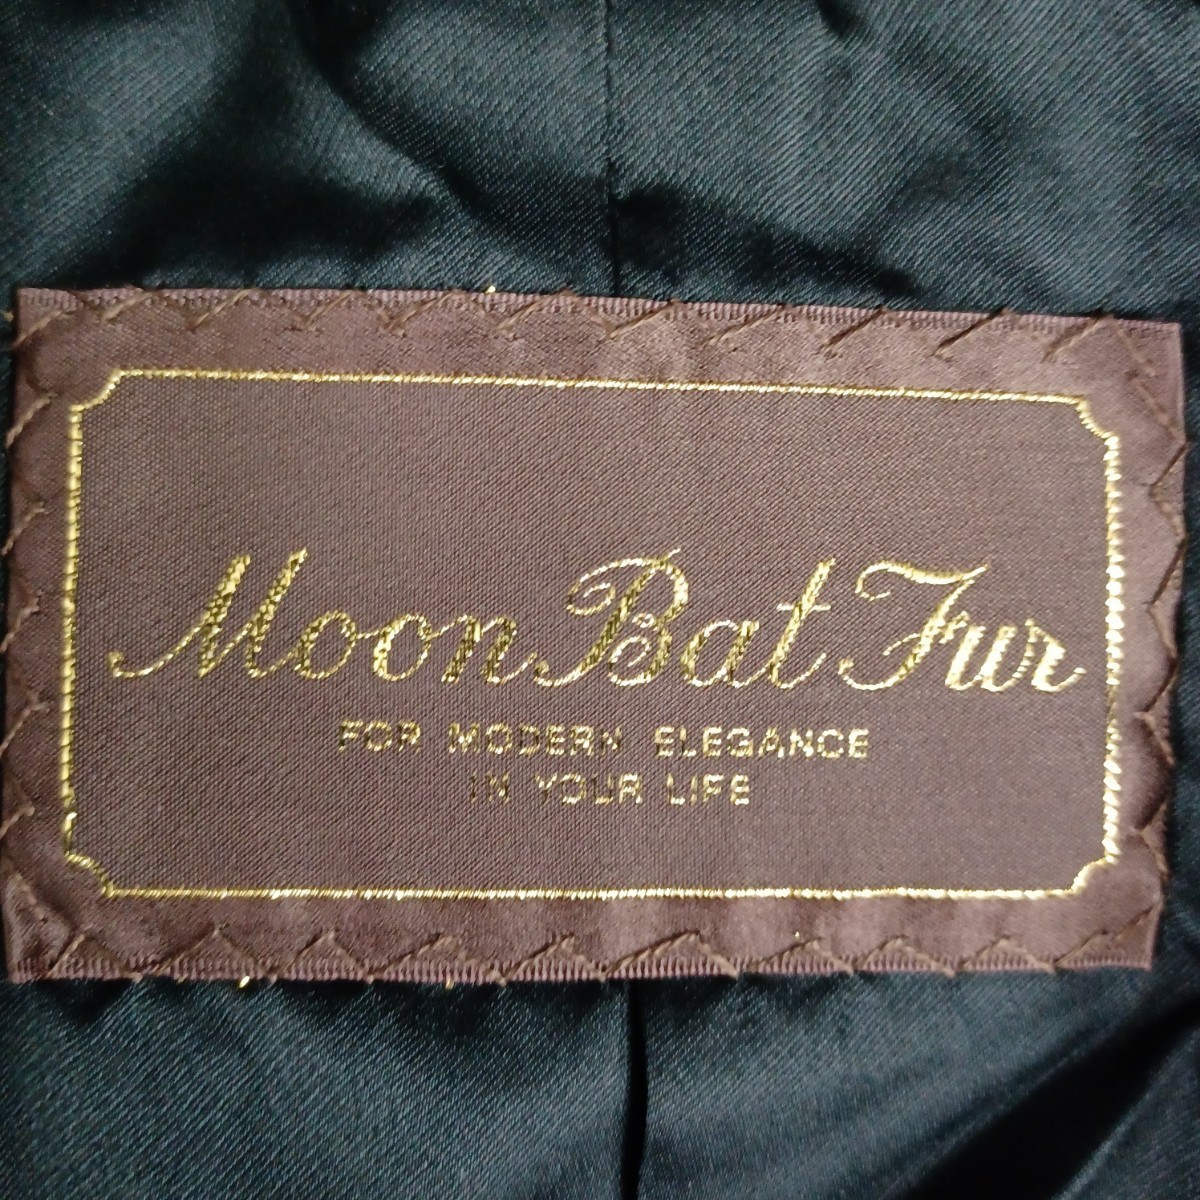 Moon Bat Fur
FOR MODERN ELEGANCE
IN YOUR LIFE